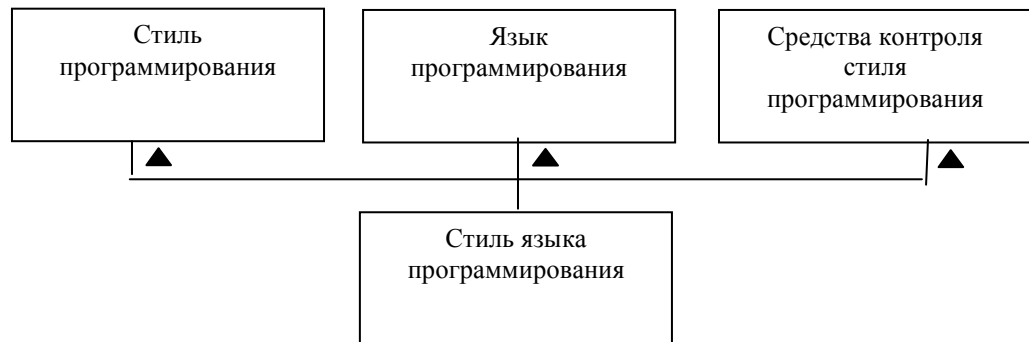 Стиль
программирования
Язык
программирования
Средства контроля
стиля
программирования
Стиль языка
программирования